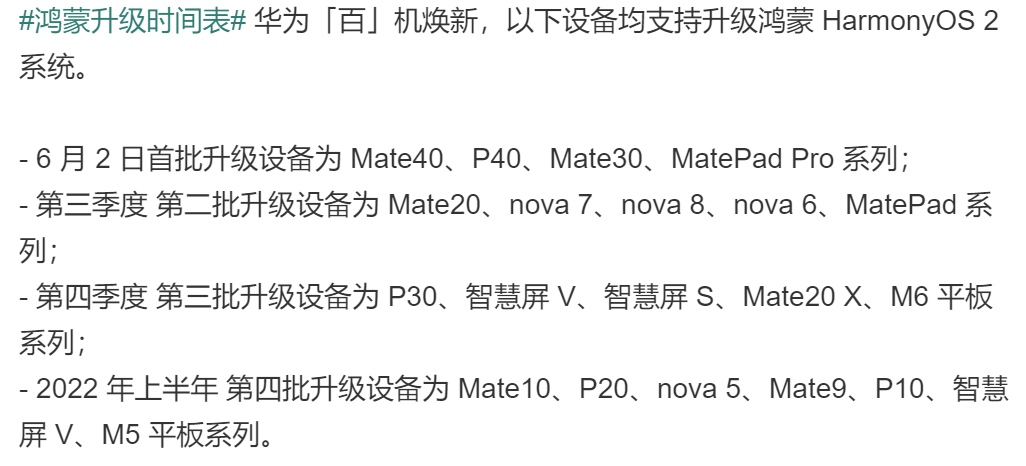 #鸿蒙升级时间表# 华为「百」机焕新，以下设备均支持升级鸿蒙 HarmonyOS 2
系统。
- 6 月 2 日首批升级设备为 Mate40、P40、Mate30、MatePad Pro 系列；
- 第三季度 第二批升级设备为 Mate20、nova 7、nova 8、nova 6、MatePad 系
列；
- 第四季度 第三批升级设备为 P30、智慧屏 V、智慧屏 S、Mate20 X、M6 平板
系列；
- 2022 年上半年 第四批升级设备为 Mate10、P20、nova 5、Mate9、P10、智慧
屏 V、M5 平板系列。